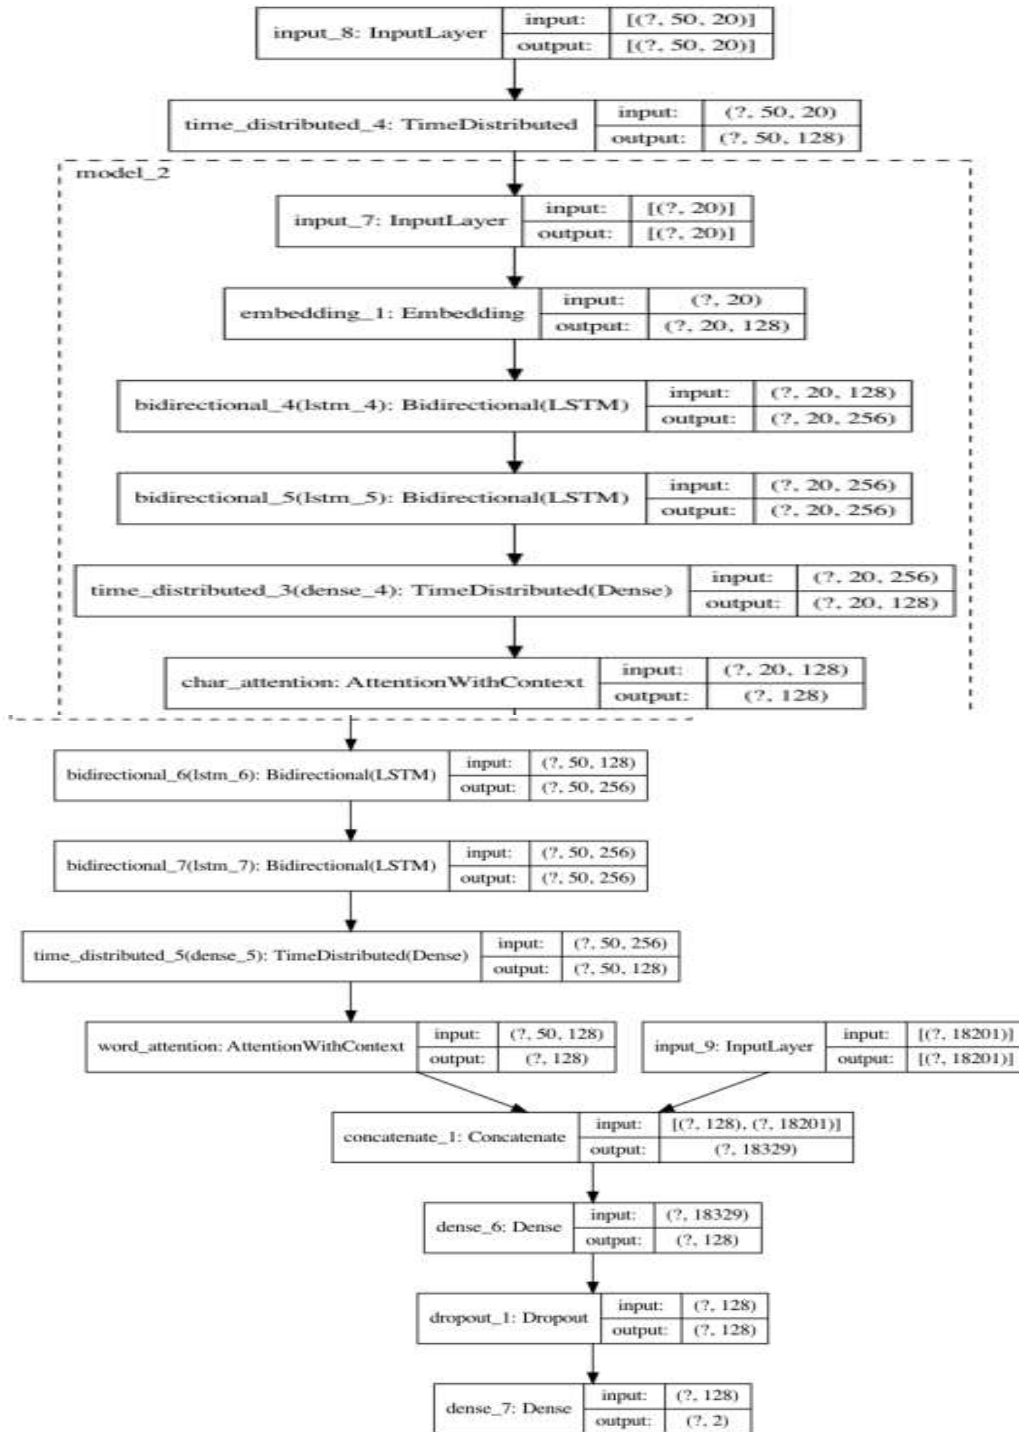 input_8: InputLayer input: [(?, 50, 20)]
output: [(?, 50, 20)]
time_distributed_4: TimeDistributed input: (?, 50, 20)
output: (?, 50, 128)
model_2
input_7: InputLayer input: [(?, 20)]
output: [(?, 20)]
embedding_1: Embedding input: (?, 20)
output: (?, 20, 128)
bidirectional_4(lstm_4): Bidirectional(LSTM) input: (?, 20, 128)
output: (?, 20, 256)
bidirectional_5(lstm_5): Bidirectional(LSTM) input: (?, 20, 256)
output: (?, 20, 256)
time_distributed_3(dense_4): TimeDistributed(Dense) input: (?, 20, 256)
output: (?, 20, 128)
char_attention: AttentionWithContext input: (?, 20, 128)
output: (?, 128)
bidirectional_6(lstm_6): Bidirectional(LSTM) input: (?, 50, 128)
output: (?, 50, 256)
bidirectional_7(lstm_7): Bidirectional(LSTM) input: (?, 50, 256)
output: (?, 50, 256)
time_distributed_5(dense_5): TimeDistributed(Dense) input: (?, 50, 256)
output: (?, 50, 128)
word_attention: AttentionWithContext input: (?, 50, 128)
output: (?, 128)
input_9: InputLayer input: [(?, 18201)]
output: [(?, 18201)]
concatenate_1: Concatenate input: [(?, 128), (?, 18201)]
output: (?, 18329)
dense_6: Dense input: (?, 18329)
output: (?, 128)
dropout_1: Dropout input: (?, 128)
output: (?, 128)
dense_7: Dense input: (?, 128)
output: (?, 2)